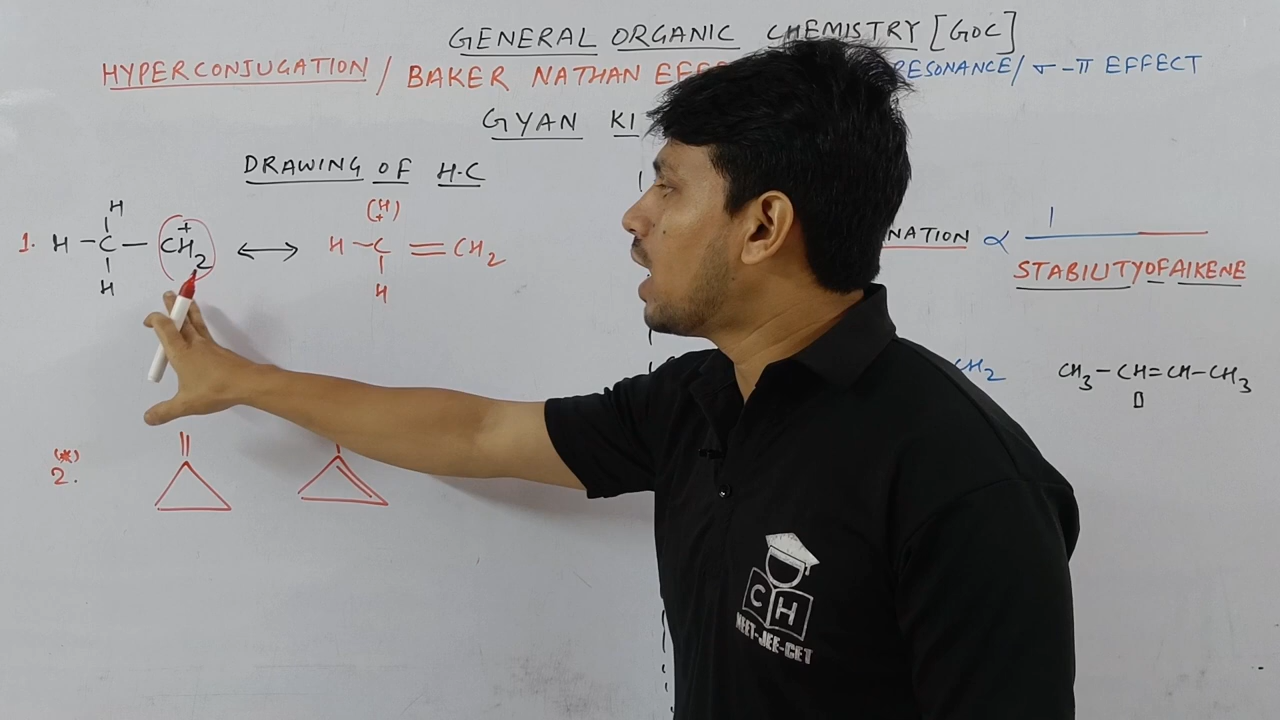 GENERAL ORGANIC CHEMISTRY [GOC]
HYPERCONJUGATION / BAKER NATHAN EFF RESONANCE / σ-π EFFECT
GYAN KI
DRAWING OF H-C
1. H-C-CH2 ↔ H-C=CH2
H
+
(H)
+
H
H
NATION ∝ 1
STABILITY OF AlKENE
CH2 CH3-CH=CH-CH3
(*)
2.
C H
NEET-JEE-CET